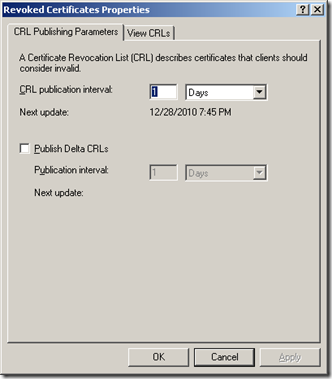 Revoked Certificates Properties
CRL Publishing Parameters View CRLs
A Certificate Revocation List (CRL) describes certificates that clients should
consider invalid.
CRL publication interval: 1 Days
Next update: 12/28/2010 7:45 PM
Publish Delta CRLs
Publication interval: 1 Days
Next update:
OK Cancel Apply